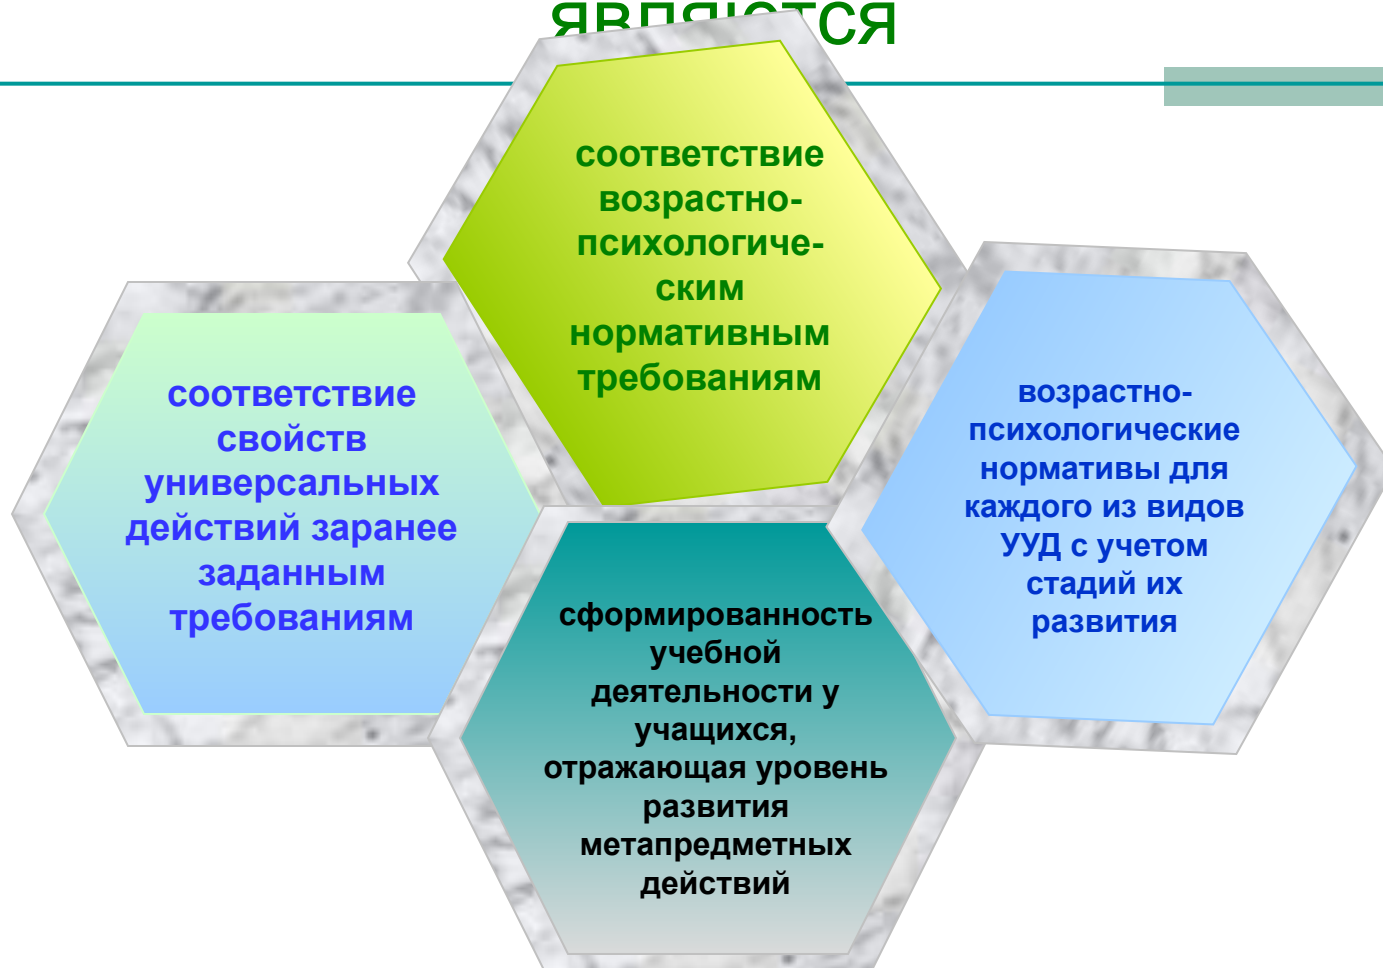 являются
соответствие
возрастно-
психологиче-
ским
нормативным
требованиям
соответствие
свойств
универсальных
действий заранее
заданным
требованиям
возрастно-
психологические
нормативы для
каждого из видов
УУД с учетом
стадий их
развития
сформированность
учебной
деятельности у
учащихся,
отражающая уровень
развития
метапредметных
действий